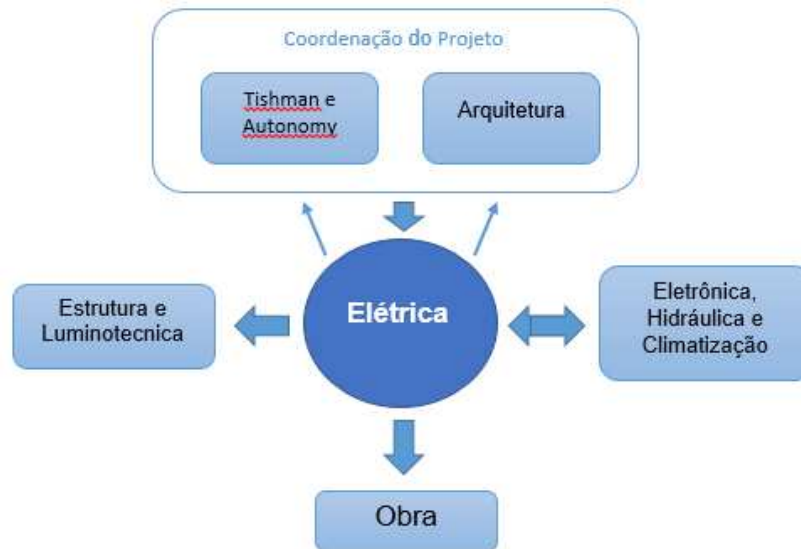 Coordenação do Projeto
Tishman e
Autonomy
Arquitetura
Elétrica
Estrutura e
Luminotecnica
Eletrônica,
Hidráulica e
Climatização
Obra